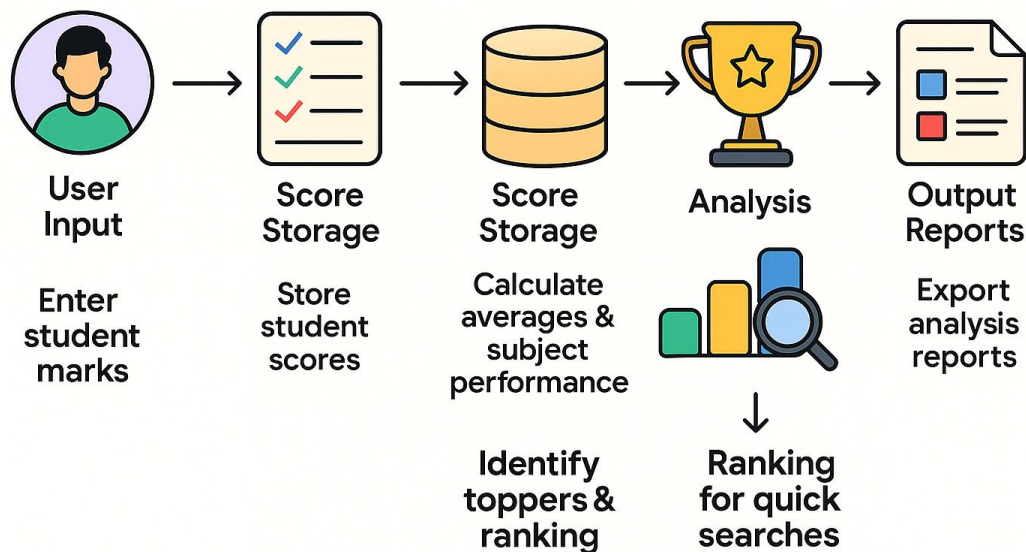 User
Input
Enter
student
marks
Score
Storage
Store
student
scores
Score
Storage
Calculate
averages &
subject
performance
Identify
toppers &
ranking
Analysis
Ranking
for quick
searches
Output
Reports
Export
analysis
reports